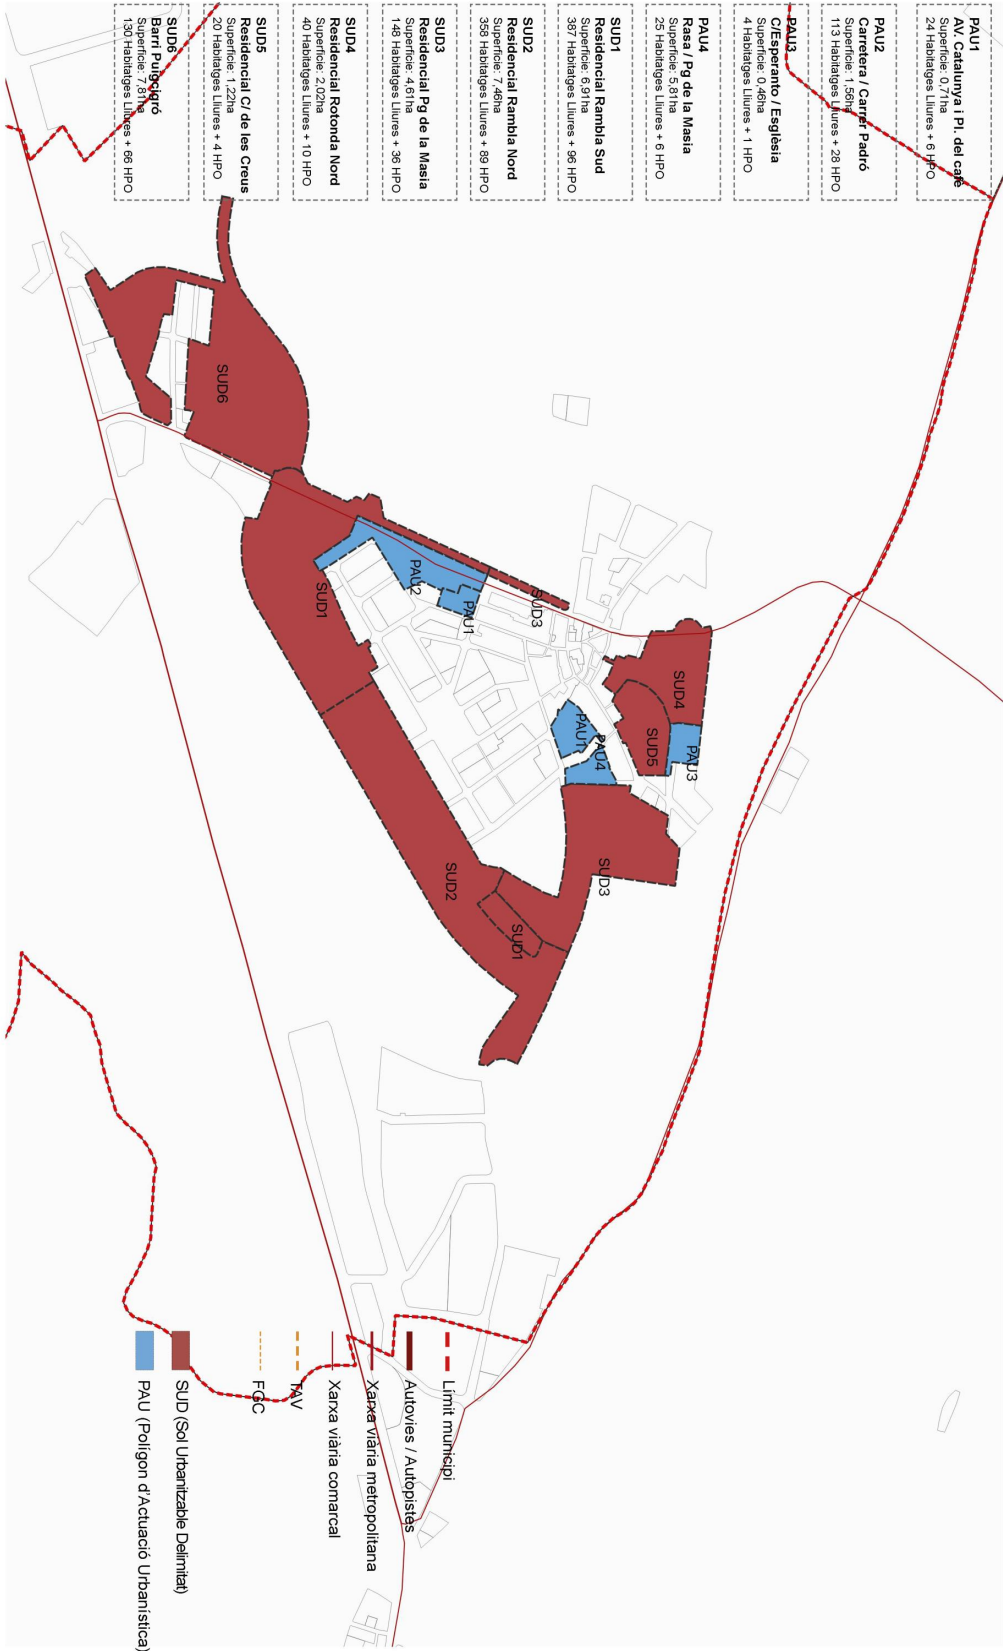 PAU1
AV. Catalunya i Pl. del cafè
Superfície: 0,71ha
24 Habitatges Lliures + 6 HPO
PAU2
Carretera / Carrer Padró
Superfície: 1,56ha
113 Habitatges Lliures + 28 HPO
PAU3
C/Esperanto / Esglèsia
Superfície: 0,46ha
4 Habitatges Lliures + 1 HPO
PAU4
Rasa / Pg de la Masia
Superfície: 5,81ha
25 Habitatges Lliures + 6 HPO
SUD1
Residencial Rambla Sud
Superfície: 6,91ha
387 Habitatges Lliures + 96 HPO
SUD2
Residencial Rambla Nord
Superfície: 7,46ha
358 Habitatges Lliures + 89 HPO
SUD3
Residencial Pg de la Masia
Superfície: 4,61ha
148 Habitatges Lliures + 36 HPO
SUD4
Residencial Rotonda Nord
Superfície: 2,02ha
40 Habitatges Lliures + 10 HPO
SUD5
Residencial C/ de les Creus
Superfície: 1,22ha
20 Habitatges Lliures + 4 HPO
SUD6
Barri Puigcigró
Superfície: 7,81ha
130 Habitatges Lliures + 66 HPO
PAU3
SUD4
SUD5
SUD3
PAU4
PAU1
SUD3
SUD1
PAU1
SUD2
PAU2
SUD1
SUD6
Límit municipi
Autovies / Autopistes
Xarxa viària metropolitana
Xarxa viària comarcal
TAV
FGC
SUD (Sol Urbanitzable Delimitat)
PAU (Polígon d'Actuació Urbanística)